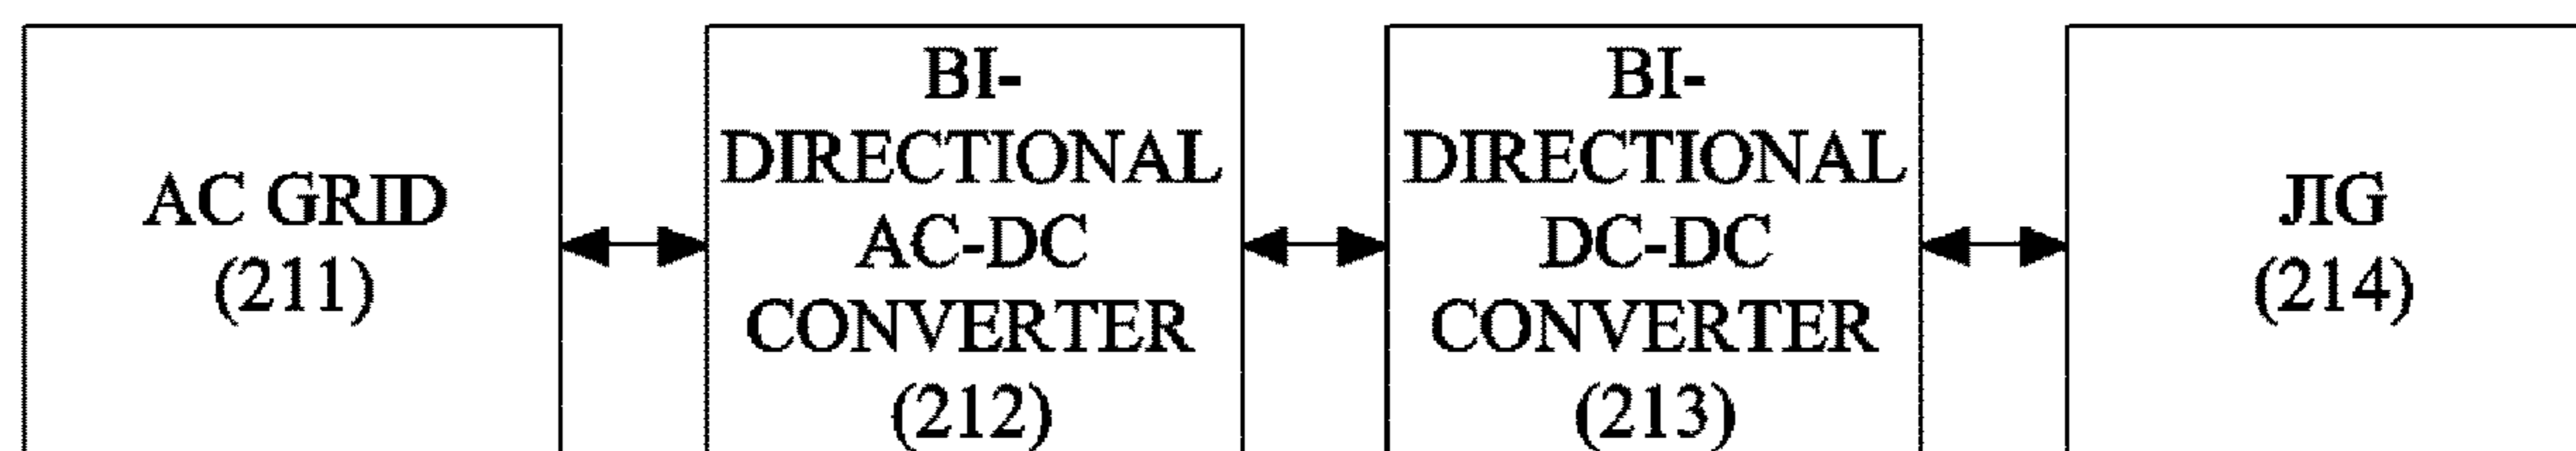 AC GRID
(211)
BI-
DIRECTIONAL
AC-DC
CONVERTER
(212)
BI-
DIRECTIONAL
DC-DC
CONVERTER
(213)
JIG
(214)